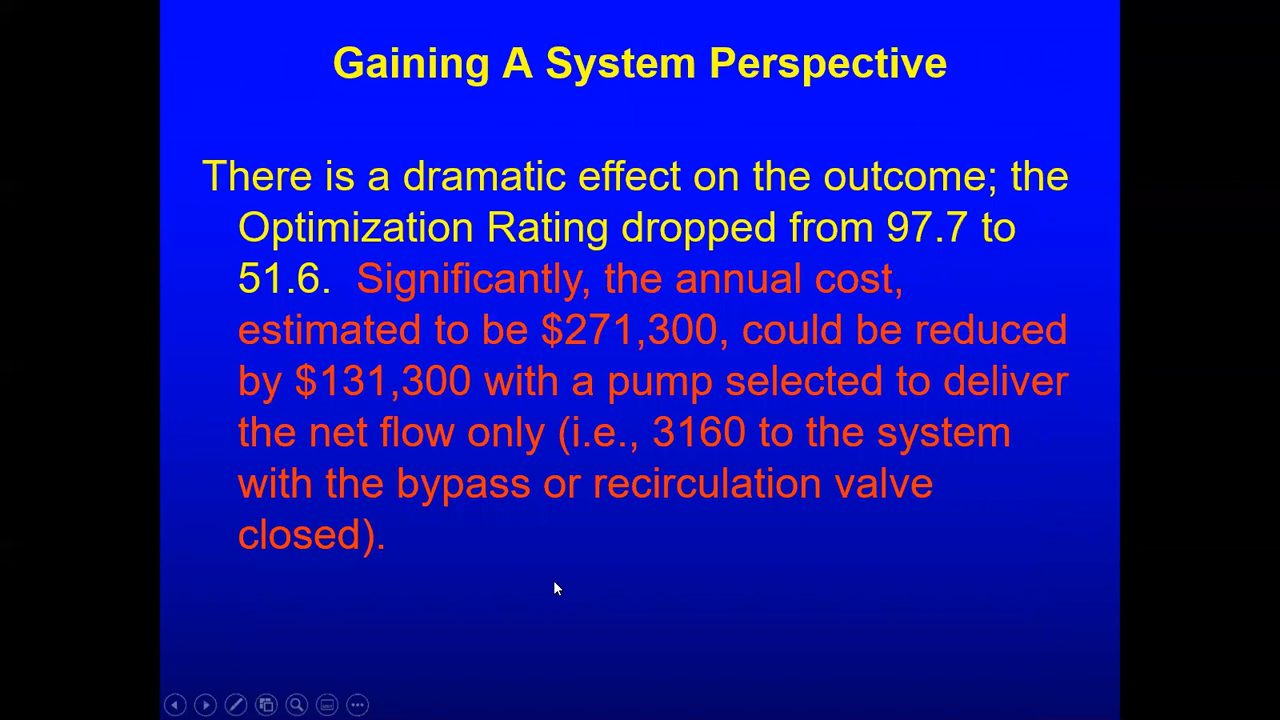 Gaining A System Perspective
There is a dramatic effect on the outcome; the
Optimization Rating dropped from 97.7 to
51.6.  Significantly, the annual cost,
estimated to be $271,300, could be reduced
by $131,300 with a pump selected to deliver
the net flow only (i.e., 3160 to the system
with the bypass or recirculation valve
closed).